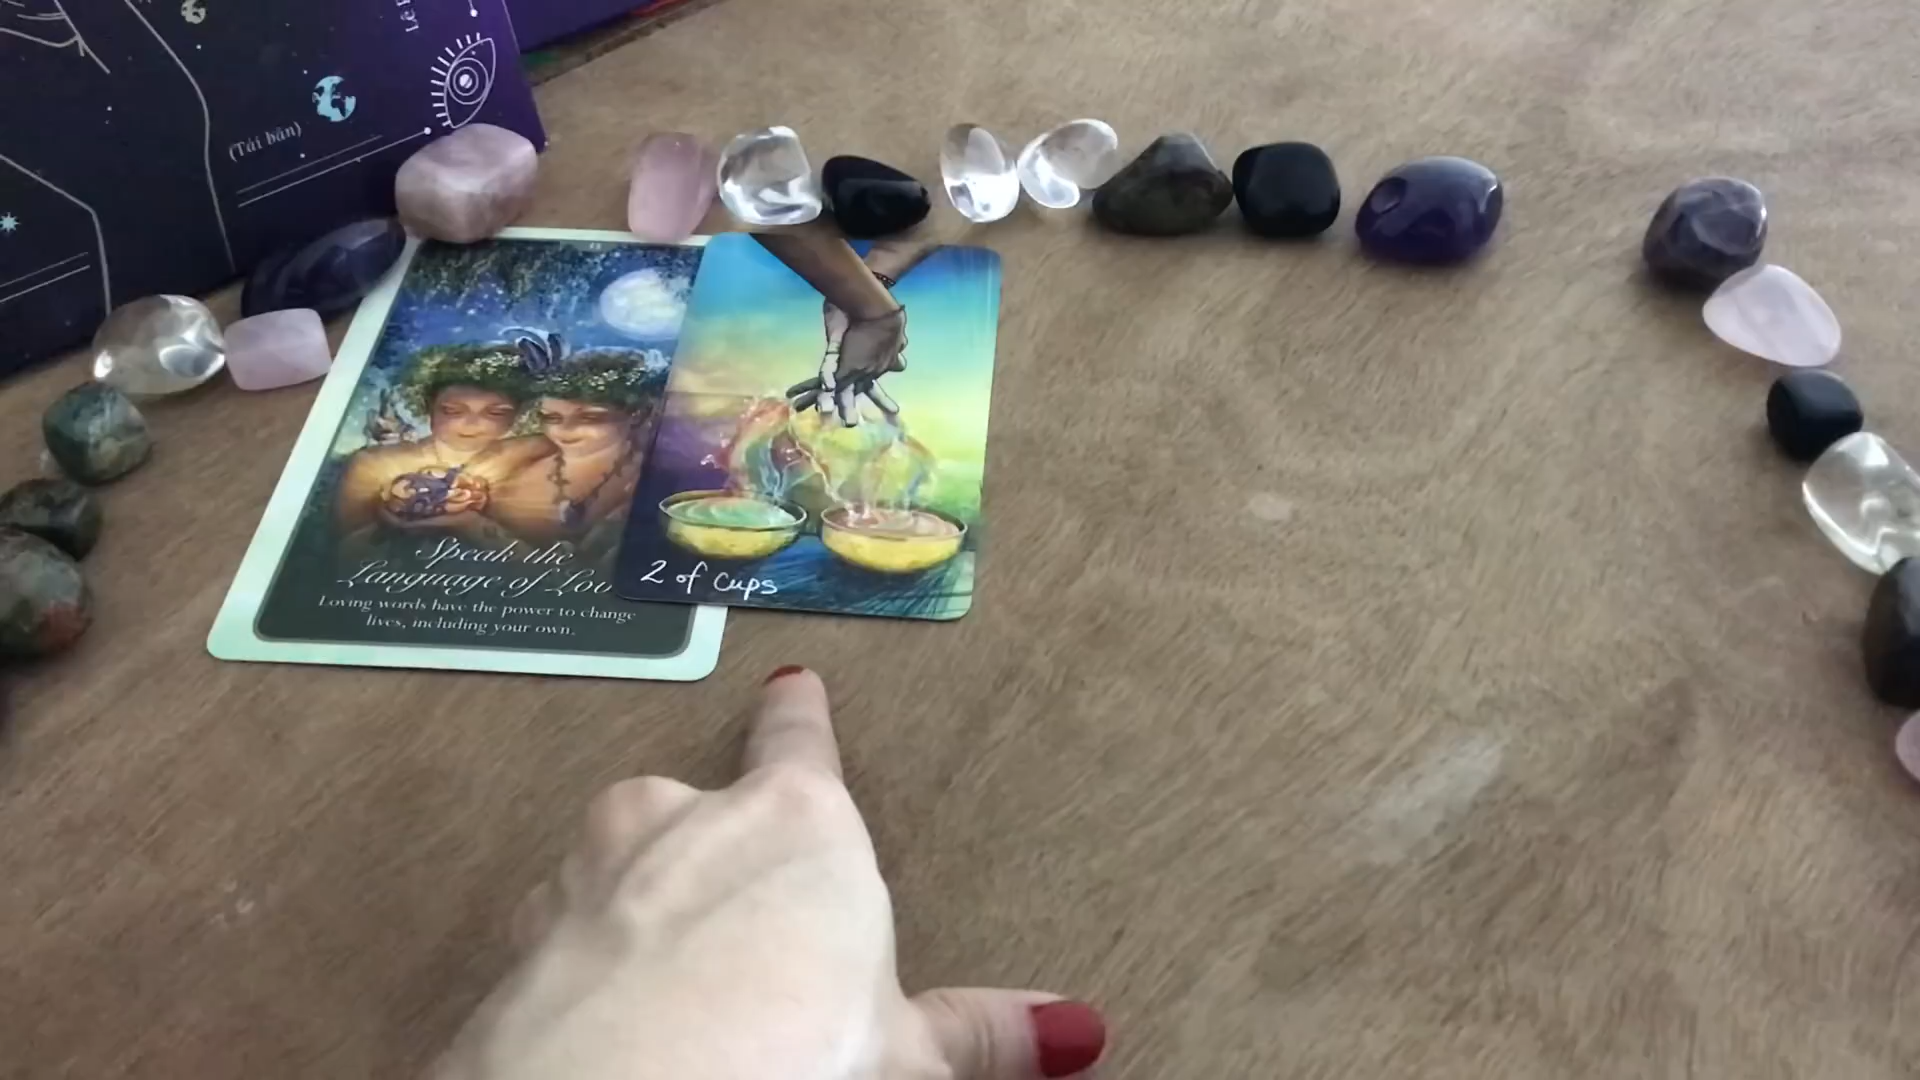 (Tái bản)
Speak the
Language of
Loving words have the power to change
lives, including your own.
2 of Cups